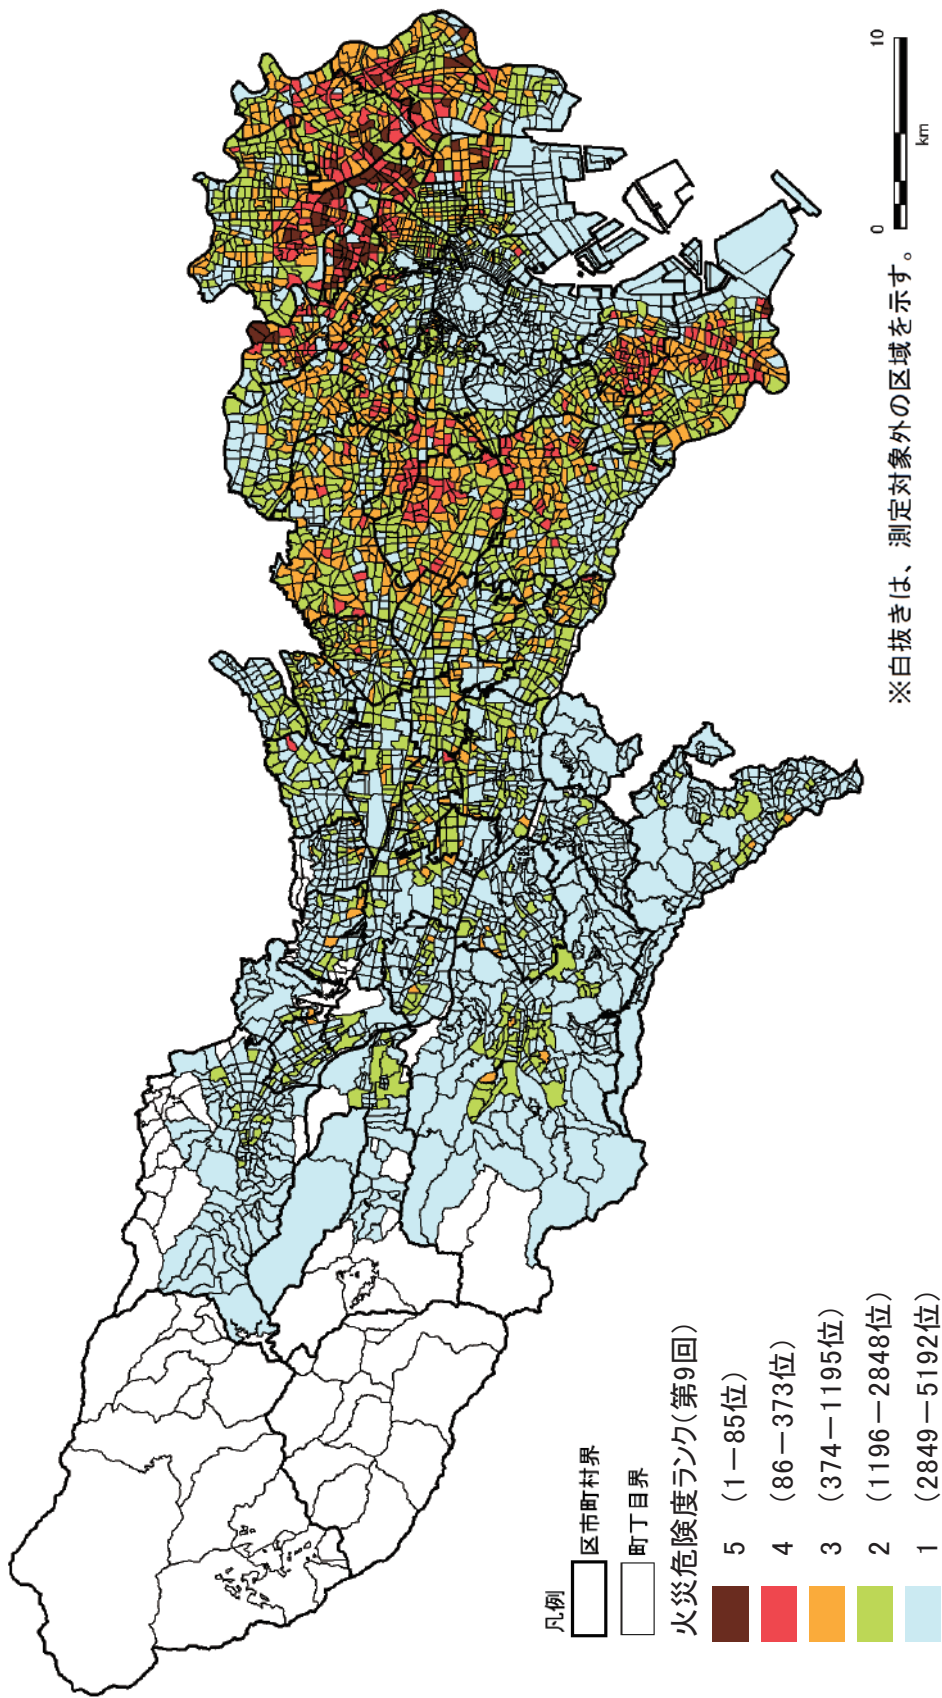 凡例
区市町村界
町丁目界
火災危険度ランク(第9回)
5 (1－85位)
4 (86－373位)
3 (374－1195位)
2 (1196－2848位)
1 (2849－5192位)
0 10
km
※白抜きは、測定対象外の区域を示す。